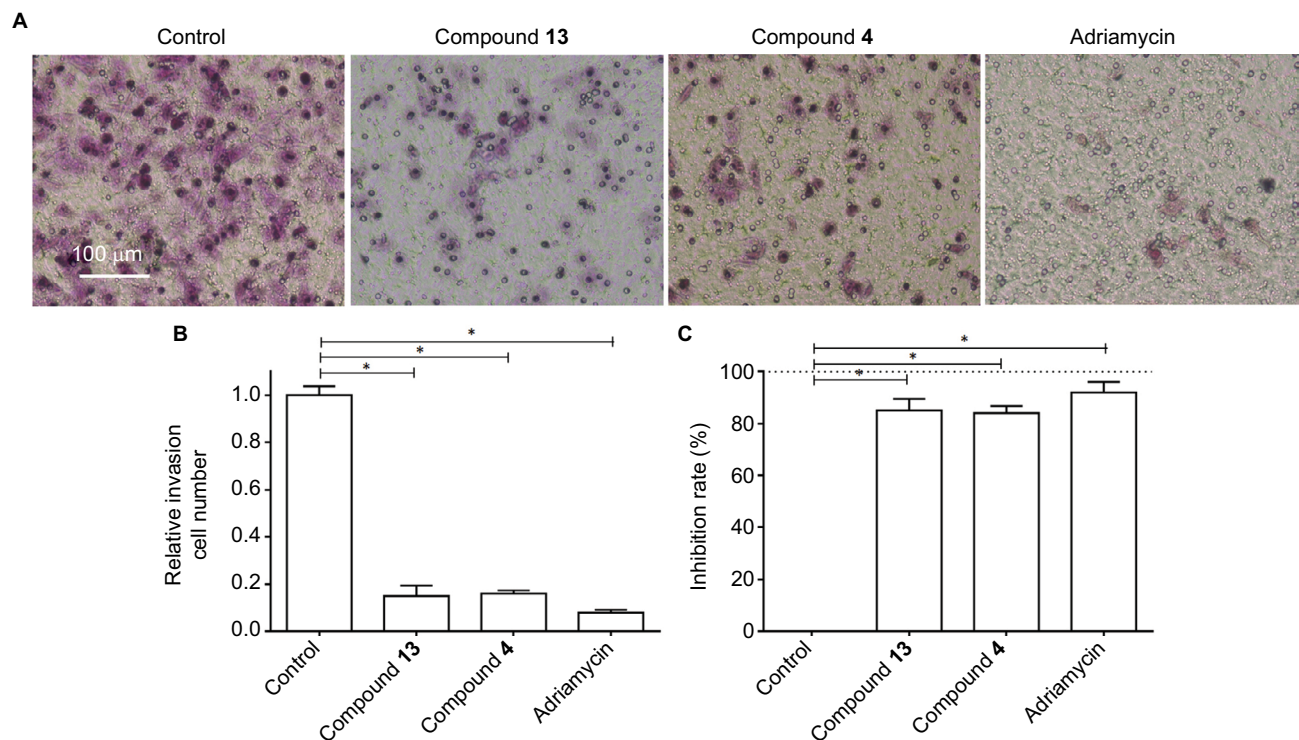 A
Control
Compound 13
Compound 4
Adriamycin
100 μm
B
*
*
*
1.0
0.8
0.6
0.4
0.2
0.0
Relative invasion
cell number
Control
Compound 13
Compound 4
Adriamycin
C
*
*
*
100
80
60
40
20
0
Inhibition rate (%)
Control
Compound 13
Compound 4
Adriamycin